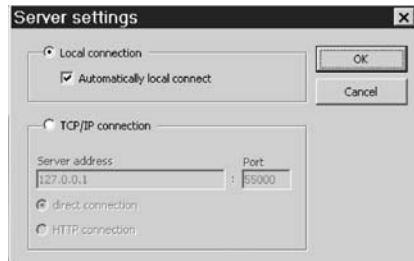 Server settings
Local connection
OK
Automatically local connect
Cancel
TCP/IP connection
Server address Port
127.0.0.1 : 55000
direct connection
HTTP connection